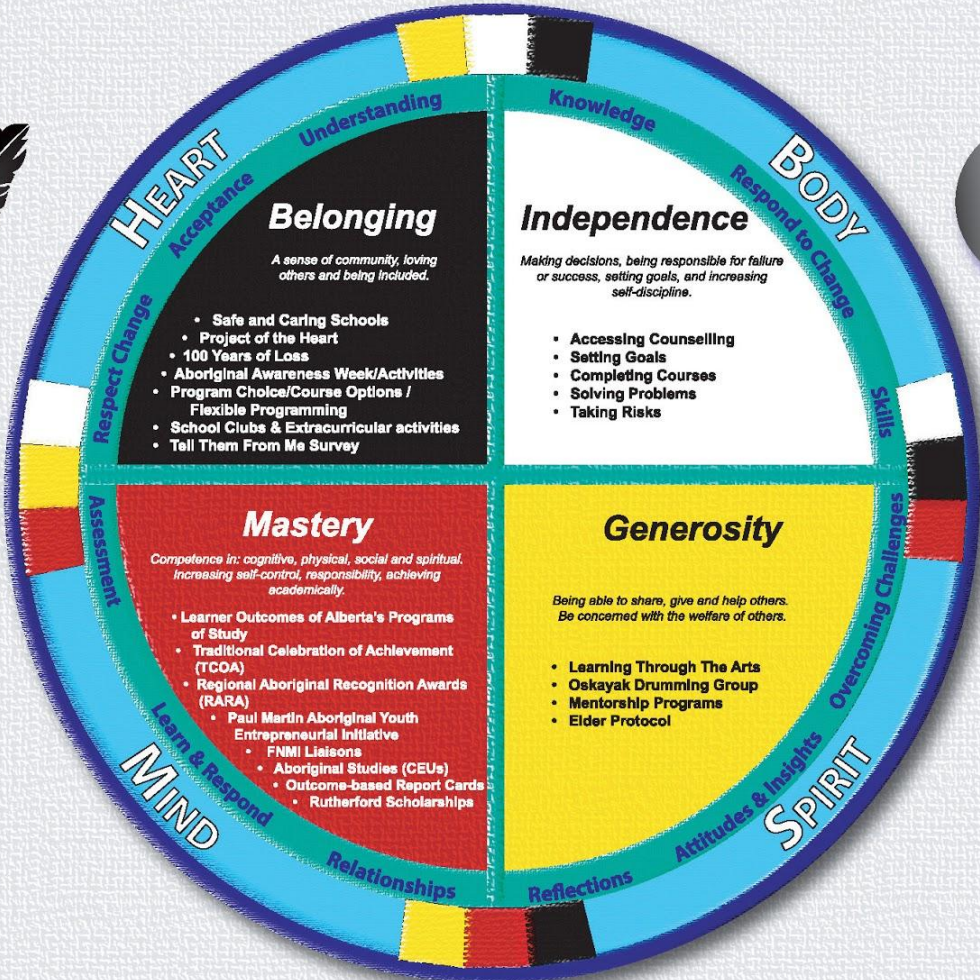 HEART
Understanding
Acceptance
Respect Change
Belonging
A sense of community, loving
others and being included.
• Safe and Caring Schools
• Project of the Heart
• 100 Years of Loss
• Aboriginal Awareness Week/Activities
• Program Choice/Course Options /
Flexible Programming
• School Clubs & Extracurricular activities
• Tell Them From Me Survey
BODY
Knowledge
Respond to Change
Skills
Independence
Making decisions, being responsible for failure
or success, setting goals, and increasing
self-discipline.
• Accessing Counselling
• Setting Goals
• Completing Courses
• Solving Problems
• Taking Risks
MIND
Assessment
Learn & Respond
Relationships
Mastery
Competence in: cognitive, physical, social and spiritual.
Increasing self-control, responsibility, achieving
academically.
• Learner Outcomes of Alberta's Programs
of Study
• Traditional Celebration of Achievement
(TCOA)
• Regional Aboriginal Recognition Awards
(RARA)
• Paul Martin Aboriginal Youth
Entrepreneurial Initiative
• FNMI Liaisons
• Aboriginal Studies (CEUs)
• Outcome-based Report Cards
• Rutherford Scholarships
SPIRIT
Overcoming Challenges
Attitudes & Insights
Reflections
Generosity
Being able to share, give and help others.
Be concerned with the welfare of others.
• Learning Through The Arts
• Oskayak Drumming Group
• Mentorship Programs
• Elder Protocol